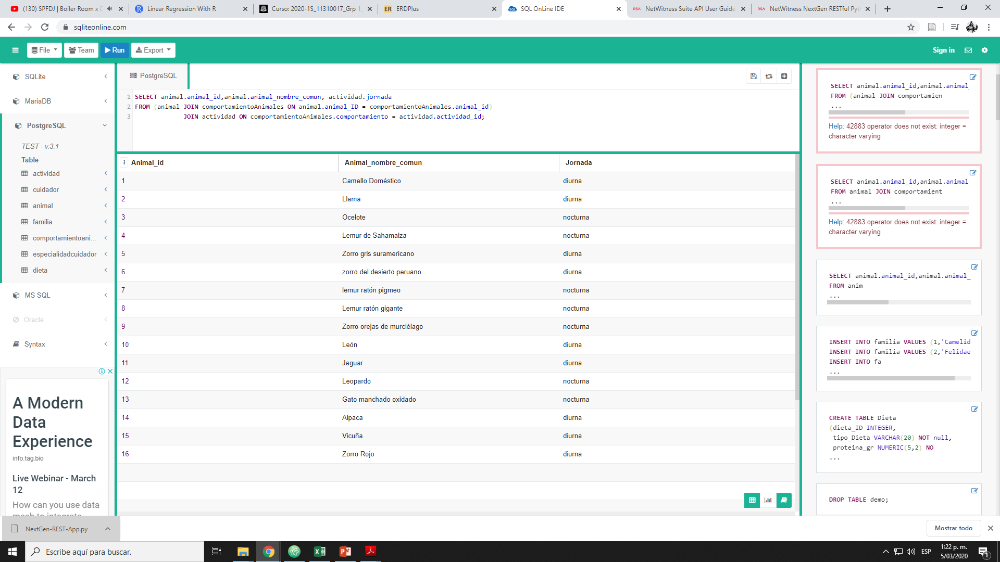 (130) SPFDJ | Boiler Room x D
Linear Regression With R
Curso: 2020-1S_11310017_Grp 1_
ER
ERDPlus
SQL OnLine IDE
RSA
NetWitness Suite API User Guide
RSA
NetWitness NextGen RESTful Pyt
sqliteonline.com
File
Team
Run
Export
Sign in
SQLite
MariaDB
PostgreSQL
TEST - v.3.1
Table
actividad
cuidador
animal
familia
comportamientoani...
especialidadcuidador
dieta
MS SQL
Oracle
Syntax
A Modern
Data
Experience
info.tag.bio
Live Webinar - March
12
How can you use data
mesh to integrate
PostgreSQL
1 SELECT animal.animal_id,animal.animal_nombre_comun, actividad.jornada
2 FROM (animal JOIN comportamientoAnimales ON animal.animal_ID = comportamientoAnimales.animal_id)
3 JOIN actividad ON comportamientoAnimales.comportamiento = actividad.actividad_id;
Animal_id Animal_nombre_comun Jornada
1 Camello Doméstico diurna
2 Llama diurna
3 Ocelote nocturna
4 Lemur de Sahamalza nocturna
5 Zorro gris suramericano diurna
6 zorro del desierto peruano diurna
7 lemur ratón pigmeo nocturna
8 Lemur ratón gigante nocturna
9 Zorro orejas de murciélago nocturna
10 León diurna
11 Jaguar diurna
12 Leopardo nocturna
13 Gato manchado oxidado nocturna
14 Alpaca diurna
15 Vicuña diurna
16 Zorro Rojo diurna
SELECT animal.animal_id,animal.animal_
FROM (animal JOIN comportamien
...
Help: 42883 operator does not exist: integer =
character varying
SELECT animal.animal_id,animal.animal_
FROM animal JOIN comportamient
...
Help: 42883 operator does not exist: integer =
character varying
SELECT animal.animal_id,animal.animal_
FROM anim
...
INSERT INTO familia VALUES (1,'Camelid
INSERT INTO familia VALUES (2,'Felidae
INSERT INTO fa
...
CREATE TABLE Dieta
(dieta_ID INTEGER,
tipo_Dieta VARCHAR(20) NOT null,
proteina_gr NUMERIC(5,2) NO
...
DROP TABLE demo;
NextGen-REST-App.py
Mostrar todo
Escribe aquí para buscar.
ESP
1:22 p. m.
5/03/2020
1